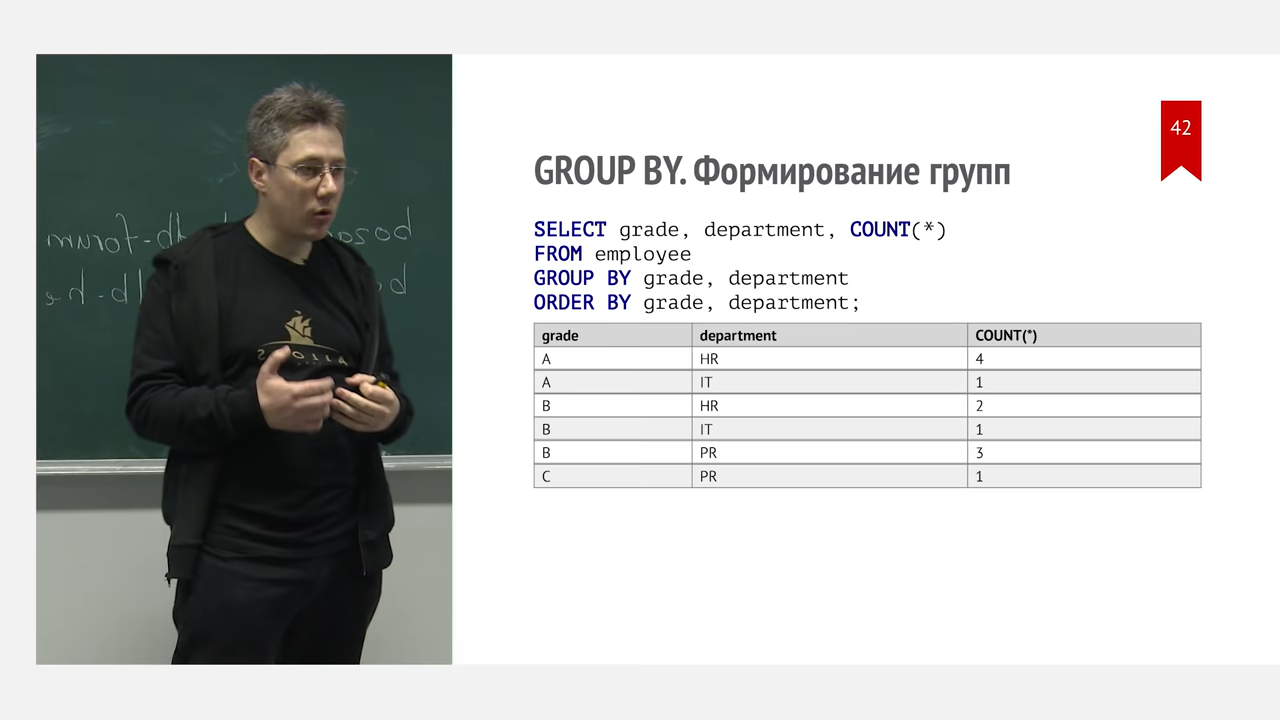 42
GROUP BY. Формирование групп
SELECT grade, department, COUNT(*)
FROM employee
GROUP BY grade, department
ORDER BY grade, department;
grade department COUNT(*)
A HR 4
A IT 1
B HR 2
B IT 1
B PR 3
C PR 1